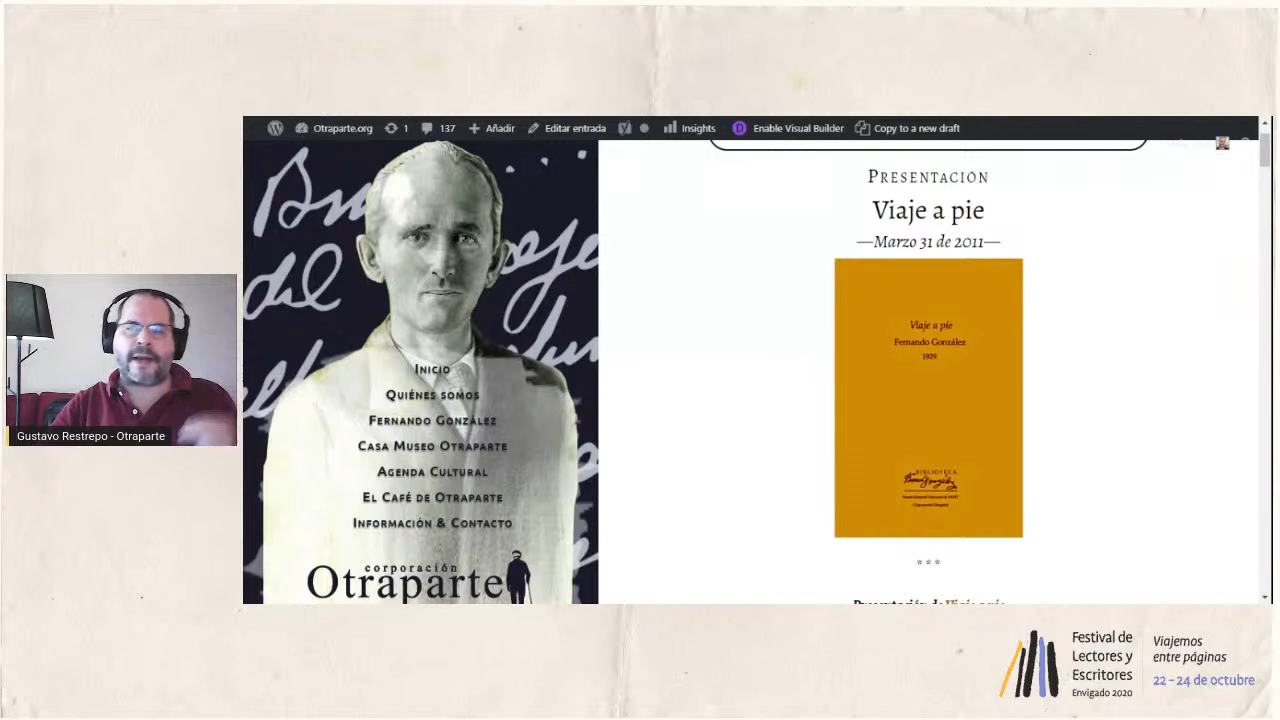 Otraparte.org 1 137 Añadir Editar entrada Insights D Enable Visual Builder Copy to a new draft
PRESENTACIÓN
Viaje a pie
—Marzo 31 de 2011—
Viaje a pie
Fernando González
1929
BIBLIOTECA
Fernando González
* * *
INICIO
QUIÉNES SOMOS
FERNANDO GONZÁLEZ
CASA MUSEO OTRAPARTE
AGENDA CULTURAL
EL CAFÉ DE OTRAPARTE
INFORMACIÓN & CONTACTO
corporación
Otraparte
Gustavo Restrepo - Otraparte
Festival de
Lectores y
Escritores
Envigado 2020
Viajemos
entre páginas
22 - 24 de octubre